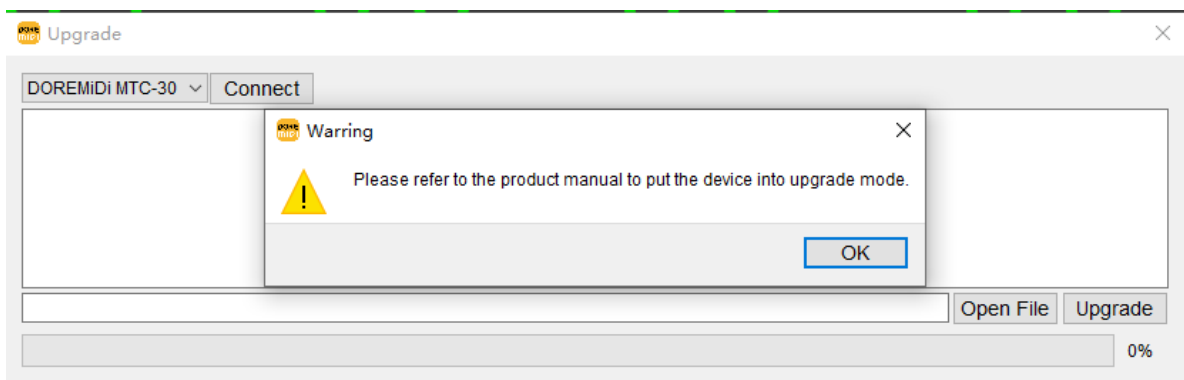 Upgrade
DOREMiDi MTC-30
Connect
Warring
Please refer to the product manual to put the device into upgrade mode.
OK
Open File
Upgrade
0%